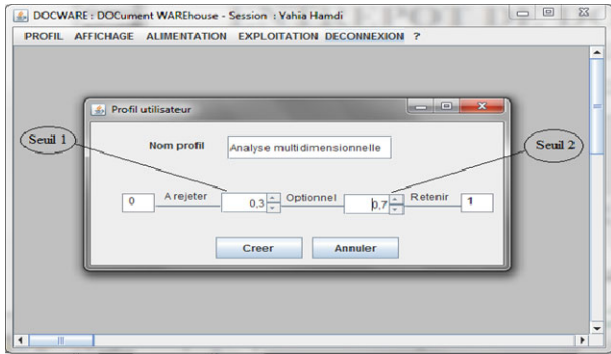 DOCWARE : DOCument WAREhouse - Session : Yahia Hamdi
PROFIL AFFICHAGE ALIMENTATION EXPLOITATION DECONNEXION ?
Profil utilisateur
Seuil 1
Nom profil Analyse multidimensionnelle
Seuil 2
0 A rejeter 0,3 Optionnel 0,7 Retenir 1
Creer Annuler